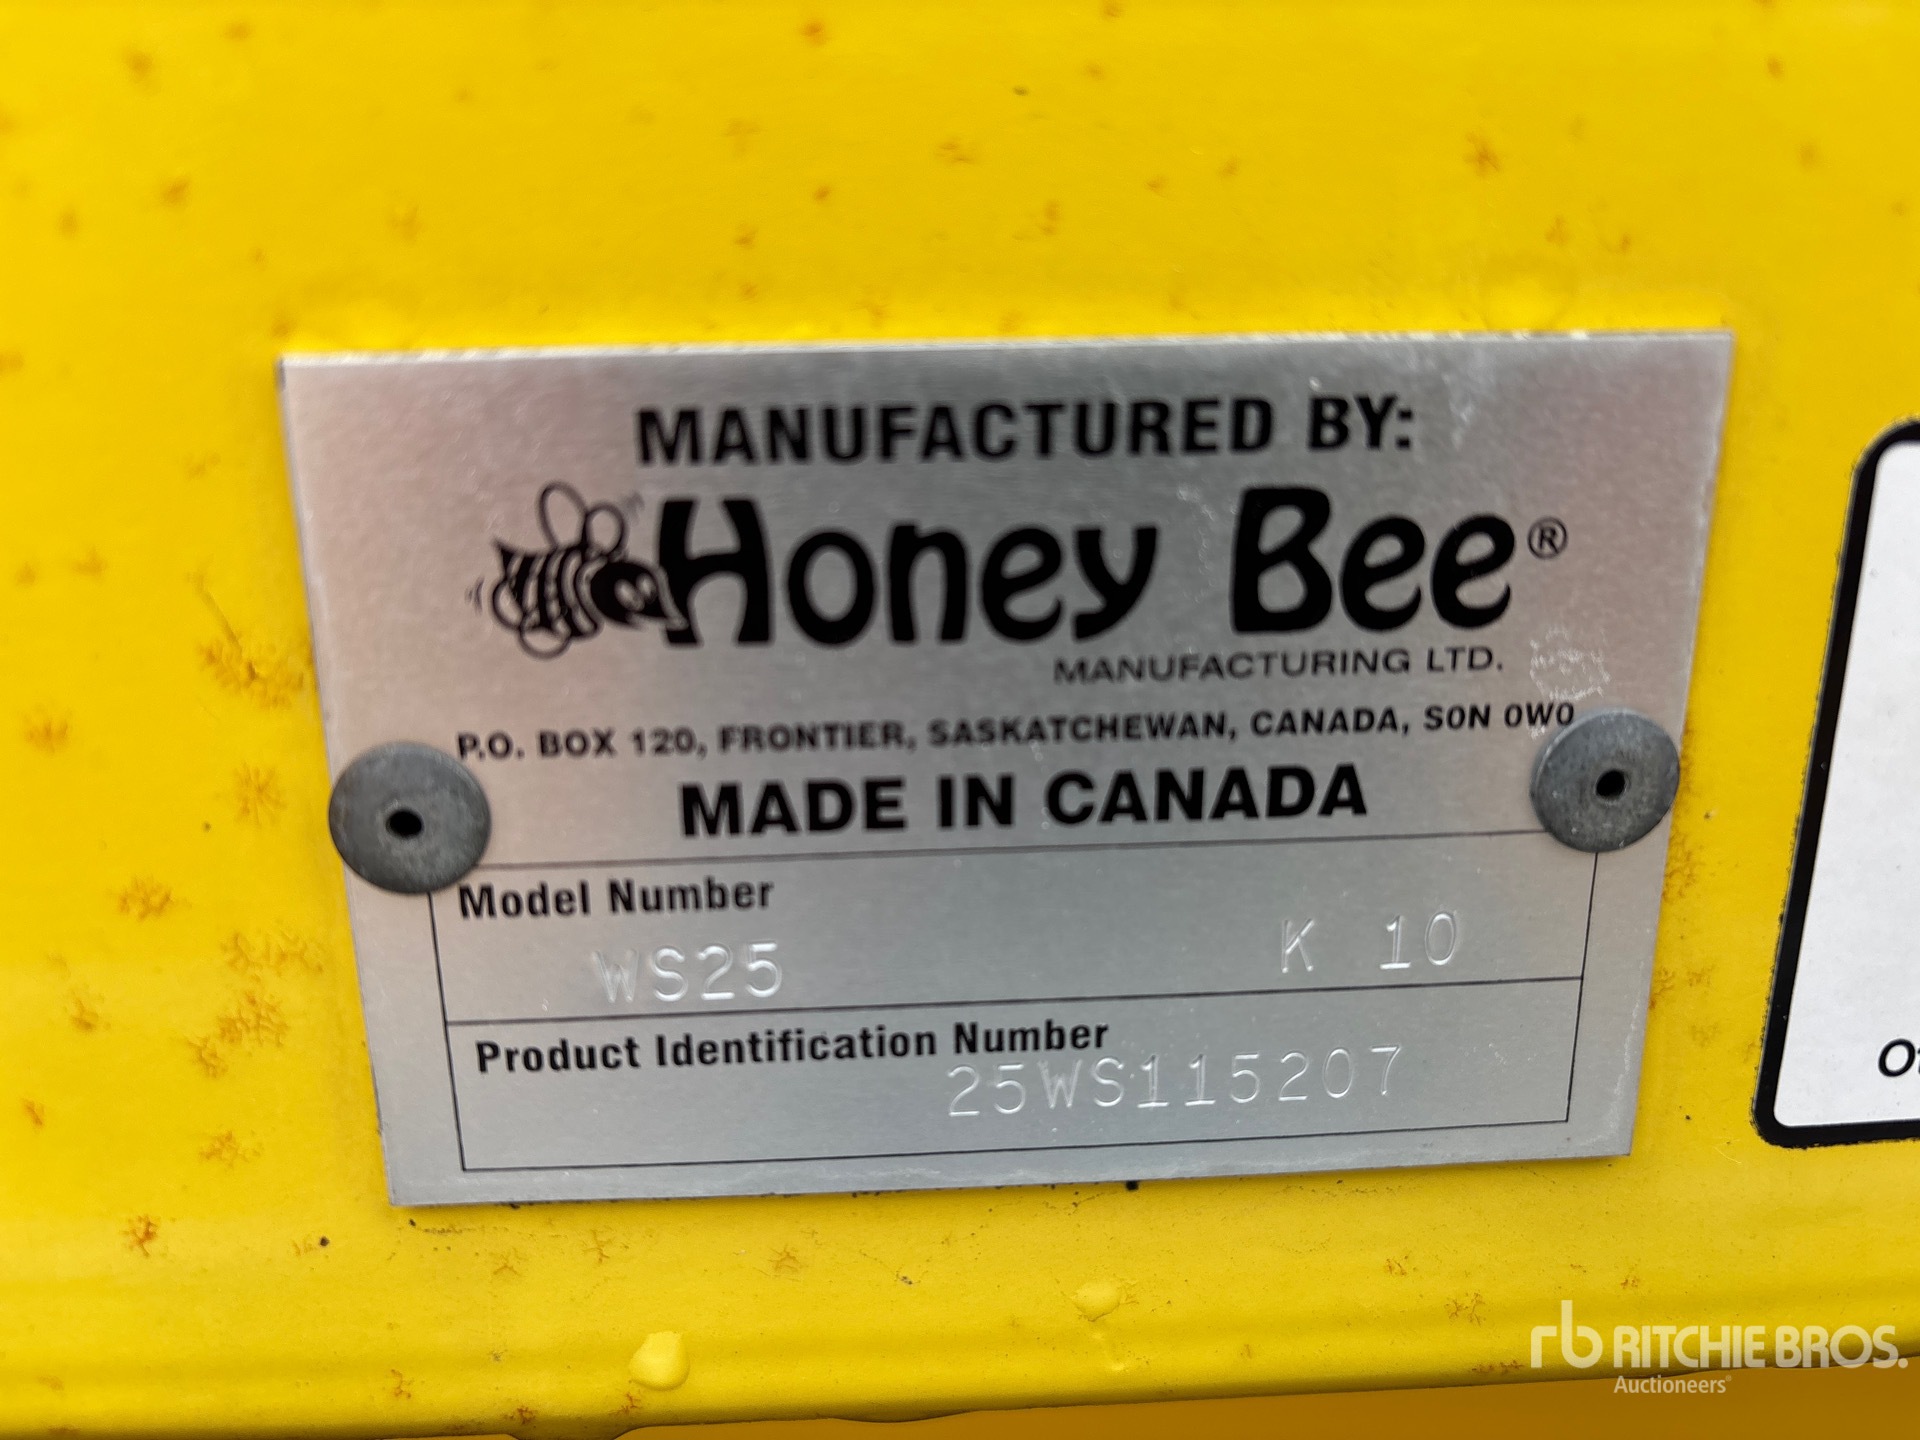 MANUFACTURED BY:
Honey Bee®
MANUFACTURING LTD.
P.O. BOX 120, FRONTIER, SASKATCHEWAN, CANADA, S0N 0W0
MADE IN CANADA
Model Number
WS25 K 10
Product Identification Number
25WS115207
rb RITCHIE BROS.
Auctioneers